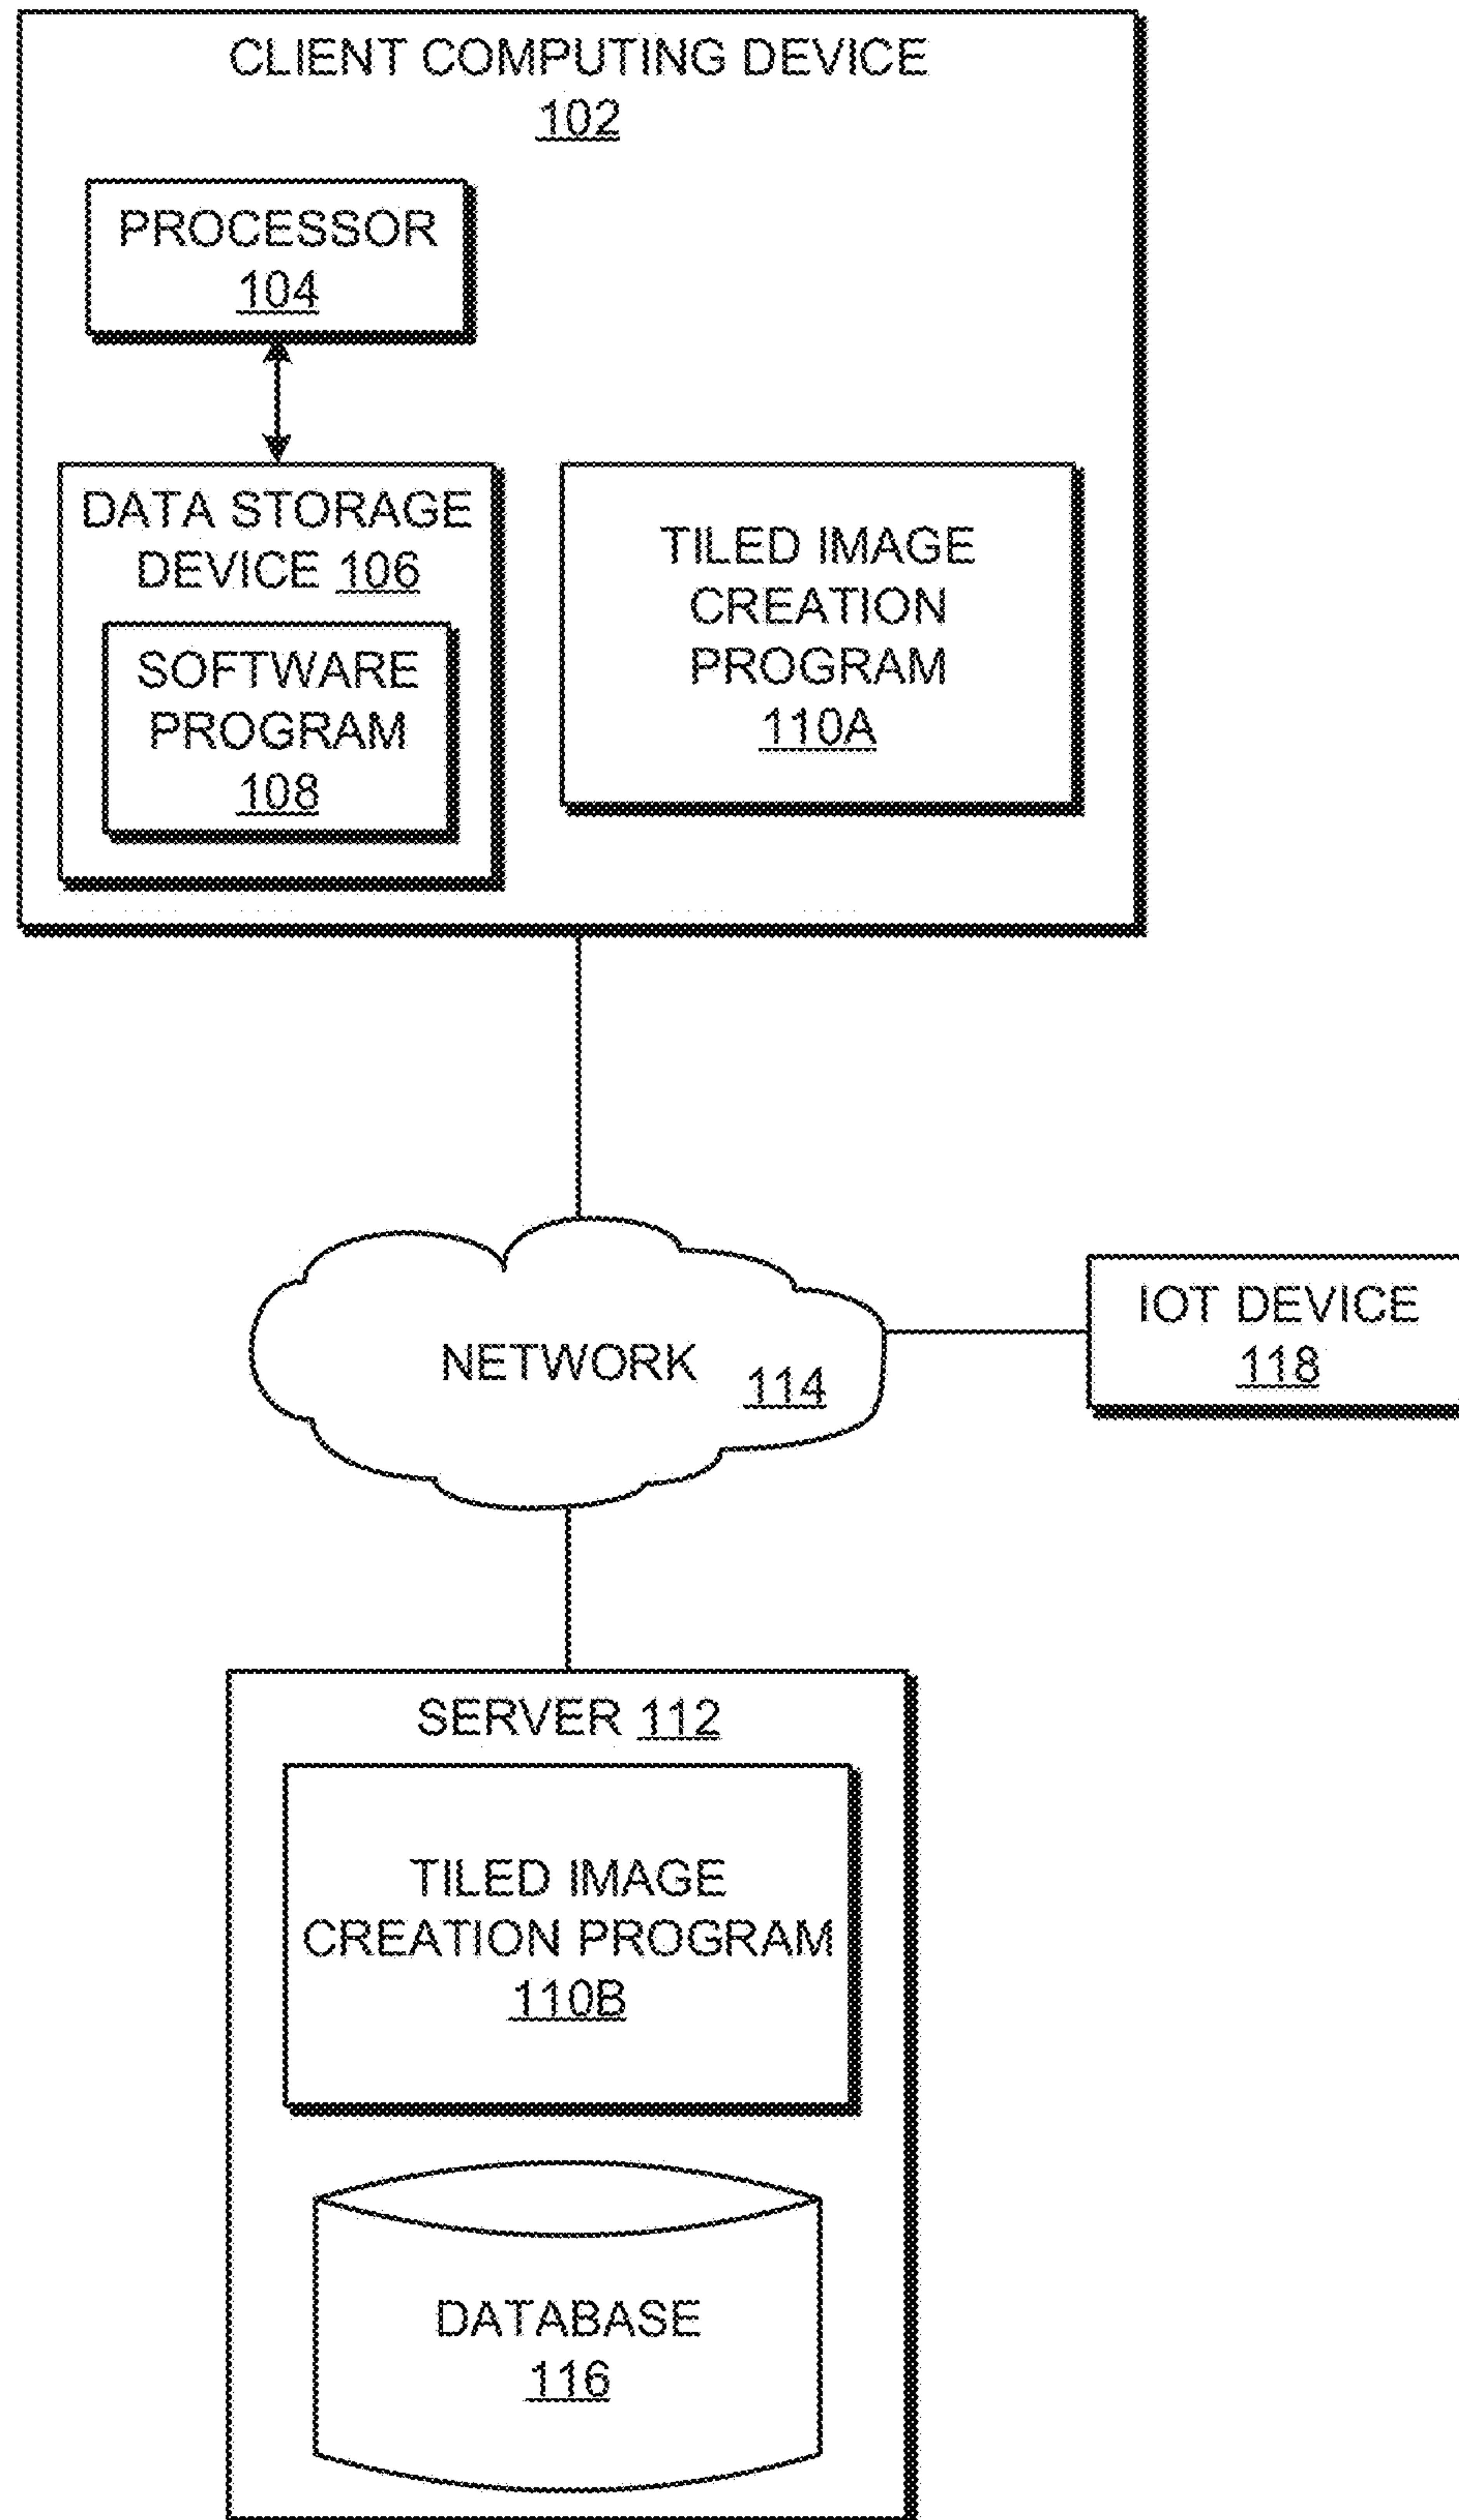 CLIENT COMPUTING DEVICE
102
PROCESSOR
104
DATA STORAGE
DEVICE 106
SOFTWARE
PROGRAM
108
TILED IMAGE
CREATION
PROGRAM
110A
NETWORK 114
IOT DEVICE
118
SERVER 112
TILED IMAGE
CREATION PROGRAM
110B
DATABASE
116